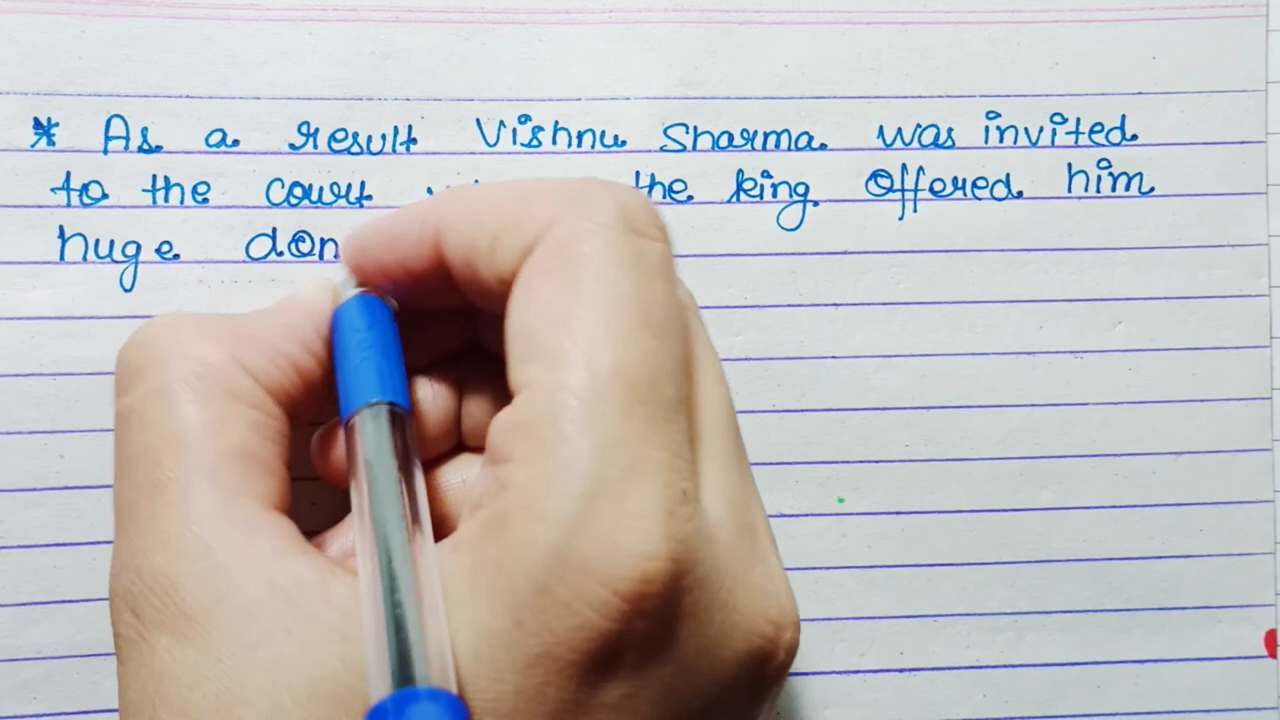 * As a result Vishnu Sharma was invited
to the court the king offered him
huge don